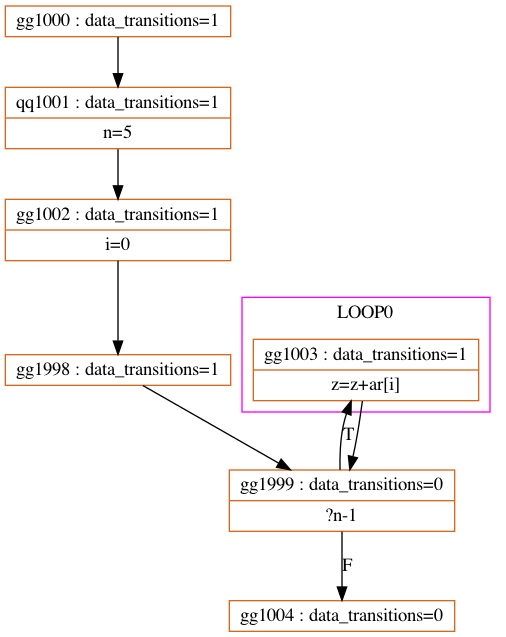 gg1000 : data_transitions=1
qq1001 : data_transitions=1
n=5
gg1002 : data_transitions=1
i=0
LOOP0
gg1003 : data_transitions=1
z=z+ar[i]
gg1998 : data_transitions=1
T
gg1999 : data_transitions=0
?n-1
F
gg1004 : data_transitions=0